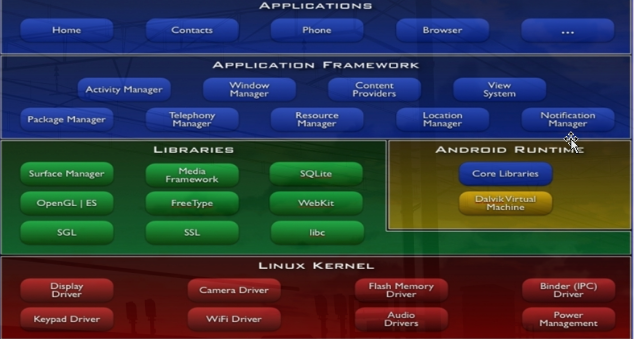 APPLICATIONS
Home Contacts Phone Browser ...
APPLICATION FRAMEWORK
Activity Manager Window Manager Content Providers View System
Package Manager Telephony Manager Resource Manager Location Manager Notification Manager
LIBRARIES
Surface Manager Media Framework SQLite
OpenGL | ES FreeType WebKit
SGL SSL libc
ANDROID RUNTIME
Core Libraries
Dalvik Virtual Machine
LINUX KERNEL
Display Driver Camera Driver Flash Memory Driver Binder (IPC) Driver
Keypad Driver WiFi Driver Audio Drivers Power Management